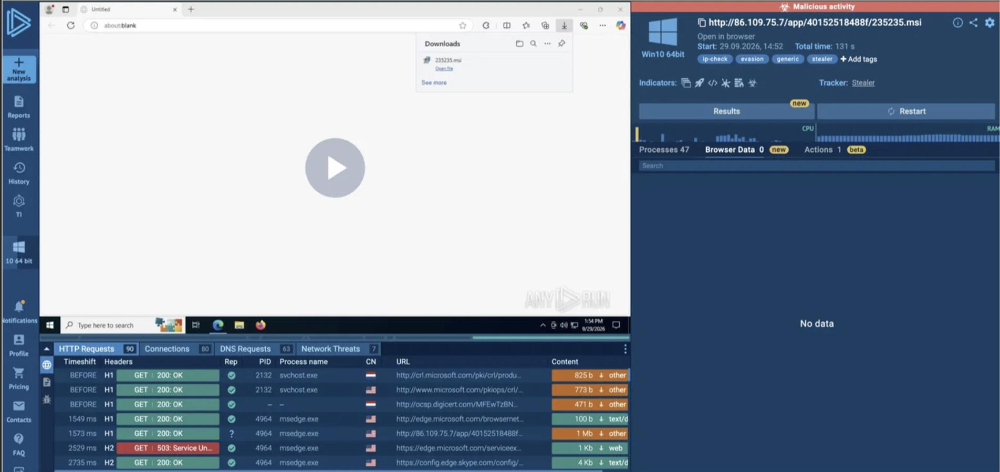 Untitled
about:blank
Downloads
235235.msi
Open file
See more
New analysis
Reports
Teamwork
History
TI
10 64 bit
Notifications
Profile
Pricing
Contacts
FAQ
ANY RUN
Type here to search
1:54 PM
9/29/2026
Malicious activity
Win10 64bit
http://86.109.75.7/app/40152518488f/235235.msi
Open in browser
Start: 29.09.2026, 14:52 Total time: 131 s
ip-check evasion generic stealer + Add tags
Indicators: Tracker: Stealer
new
Results Restart
CPU RAM
Processes 47 Browser Data 0 new Actions 1 beta
Search
No data
HTTP Requests 90 Connections 80 DNS Requests 63 Network Threats 7
Timeshift Headers Rep PID Process name CN URL Content
BEFORE H1 GET 200: OK 2132 svchost.exe http://crl.microsoft.com/pki/crl/produ... 825 b other
BEFORE H1 GET 200: OK 2132 svchost.exe http://www.microsoft.com/pkiops/crl/... 773 b other
BEFORE H1 GET 200: OK – – http://ocsp.digicert.com/MFEwTzBN... 471 b other
1549 ms H1 GET 200: OK 4964 msedge.exe http://edge.microsoft.com/browsernet... 100 b text/d
1573 ms H1 GET 200: OK ? 4964 msedge.exe http://86.109.75.7/app/40152518488f... 1 Mb other
2529 ms H2 GET 503: Service Un... 4964 msedge.exe https://edge.microsoft.com/serviceex... 1 Kb web
2735 ms H2 GET 200: OK 4964 msedge.exe https://config.edge.skype.com/config/... 4 Kb text/d